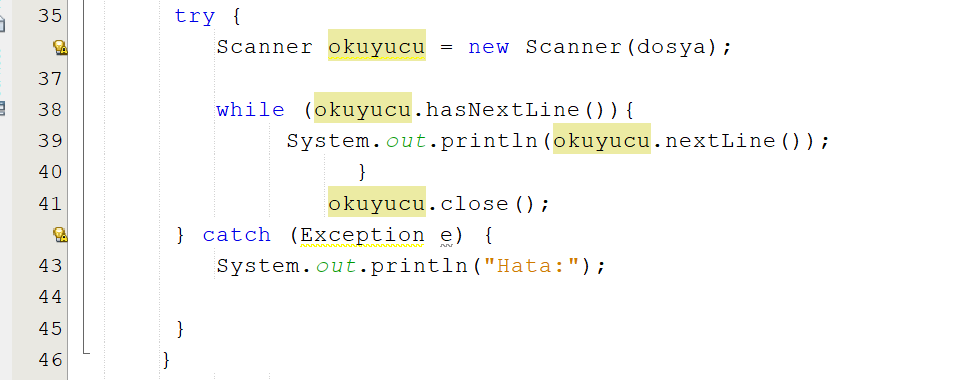 35 try {
Scanner okuyucu = new Scanner(dosya);
37
38 while (okuyucu.hasNextLine()){
39 System.out.println(okuyucu.nextLine());
40 }
41 okuyucu.close();
} catch (Exception e) {
43 System.out.println("Hata:");
44
45 }
46 }